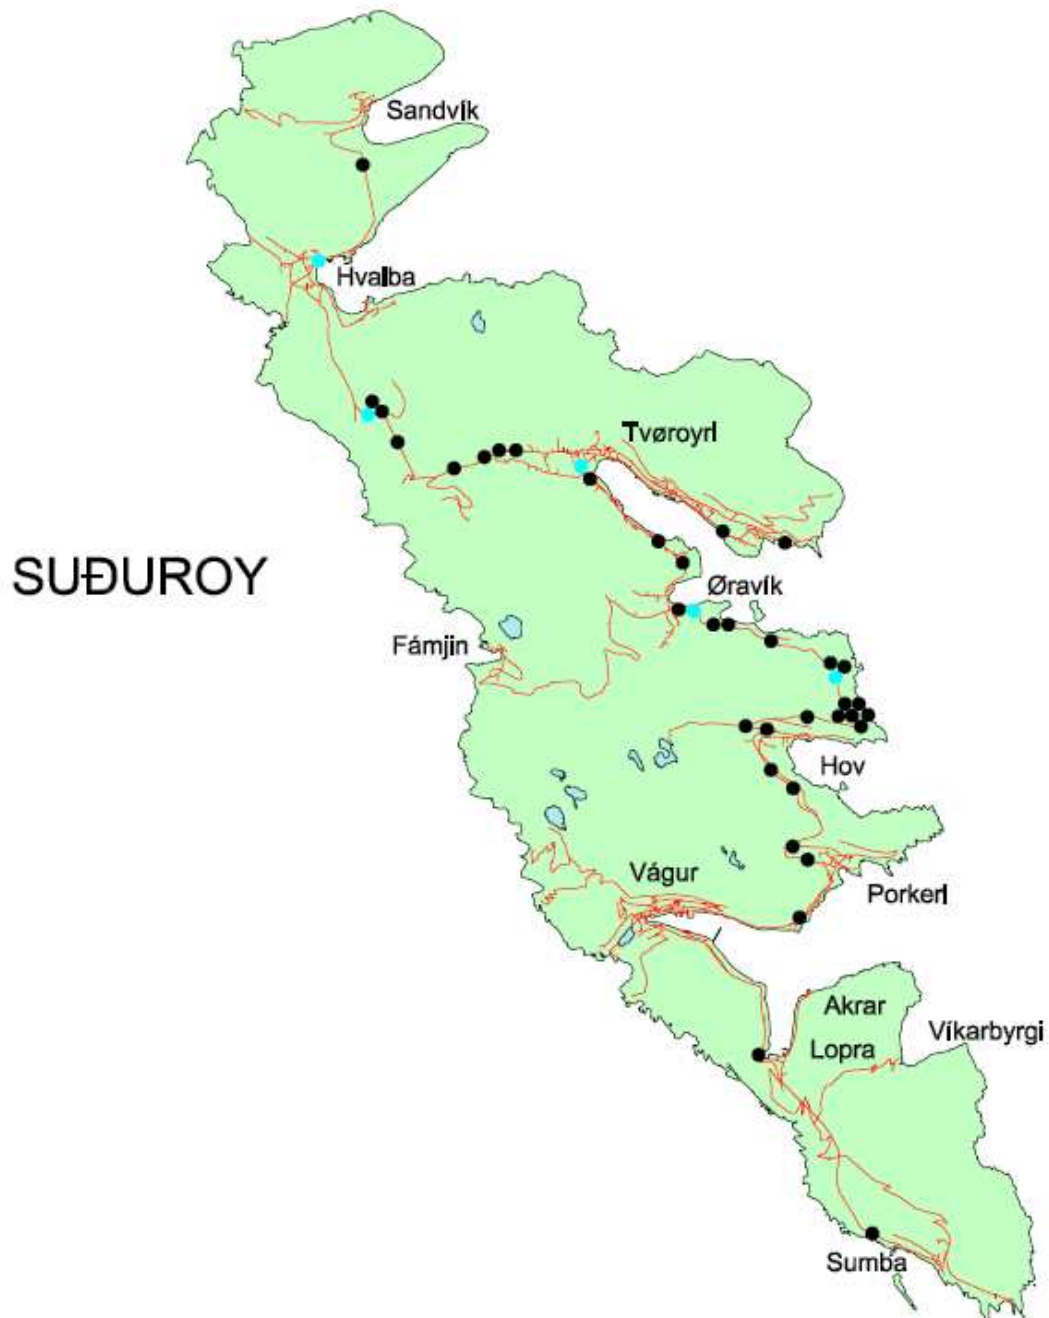 Sandvík
Hvalba
Tvøroyri
SUÐUROY
Øravík
Fámjin
Hov
Vágur
Porkeri
Akrar
Víkarbyrgi
Lopra
Sumba